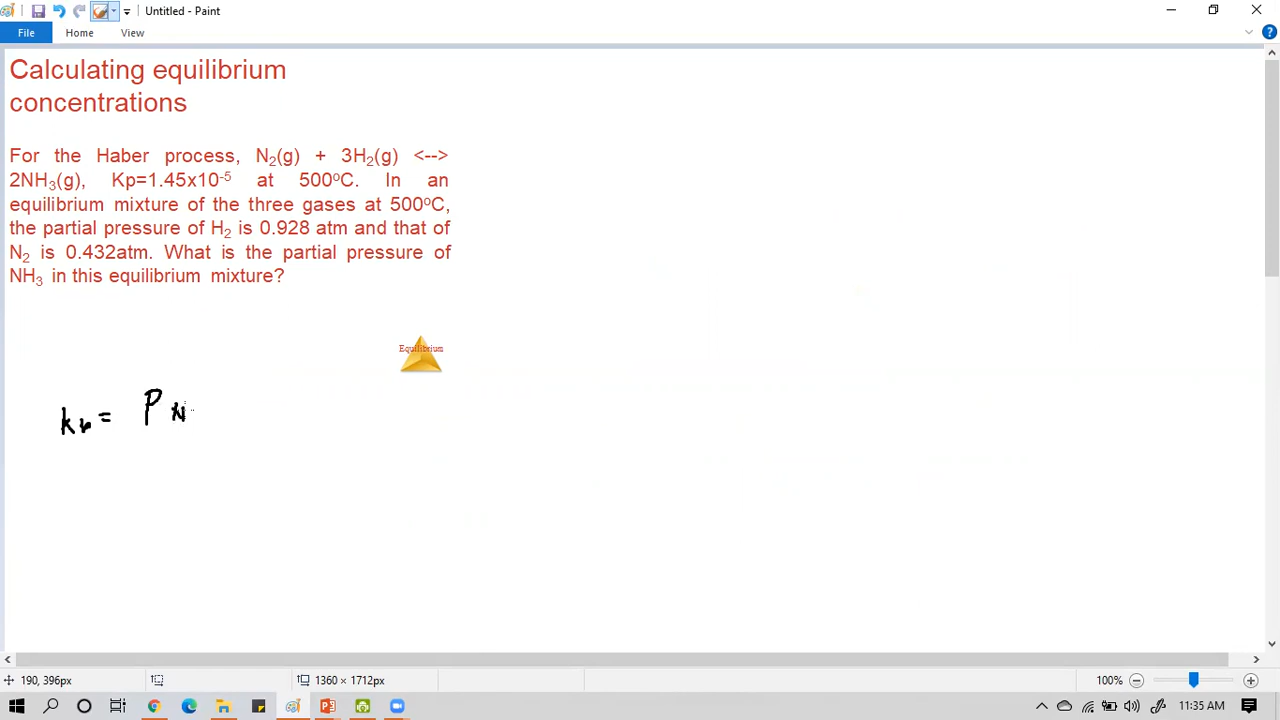 Untitled - Paint
File Home View
Calculating equilibrium
concentrations
For the Haber process, N₂(g) + 3H₂(g) <-->
2NH₃(g), Kp=1.45x10⁻⁵ at 500ºC. In an
equilibrium mixture of the three gases at 500ºC,
the partial pressure of H₂ is 0.928 atm and that of
N₂ is 0.432atm. What is the partial pressure of
NH₃ in this equilibrium mixture?
Equilibrium
kp = P N
190, 396px
1360 × 1712px
100%
11:35 AM